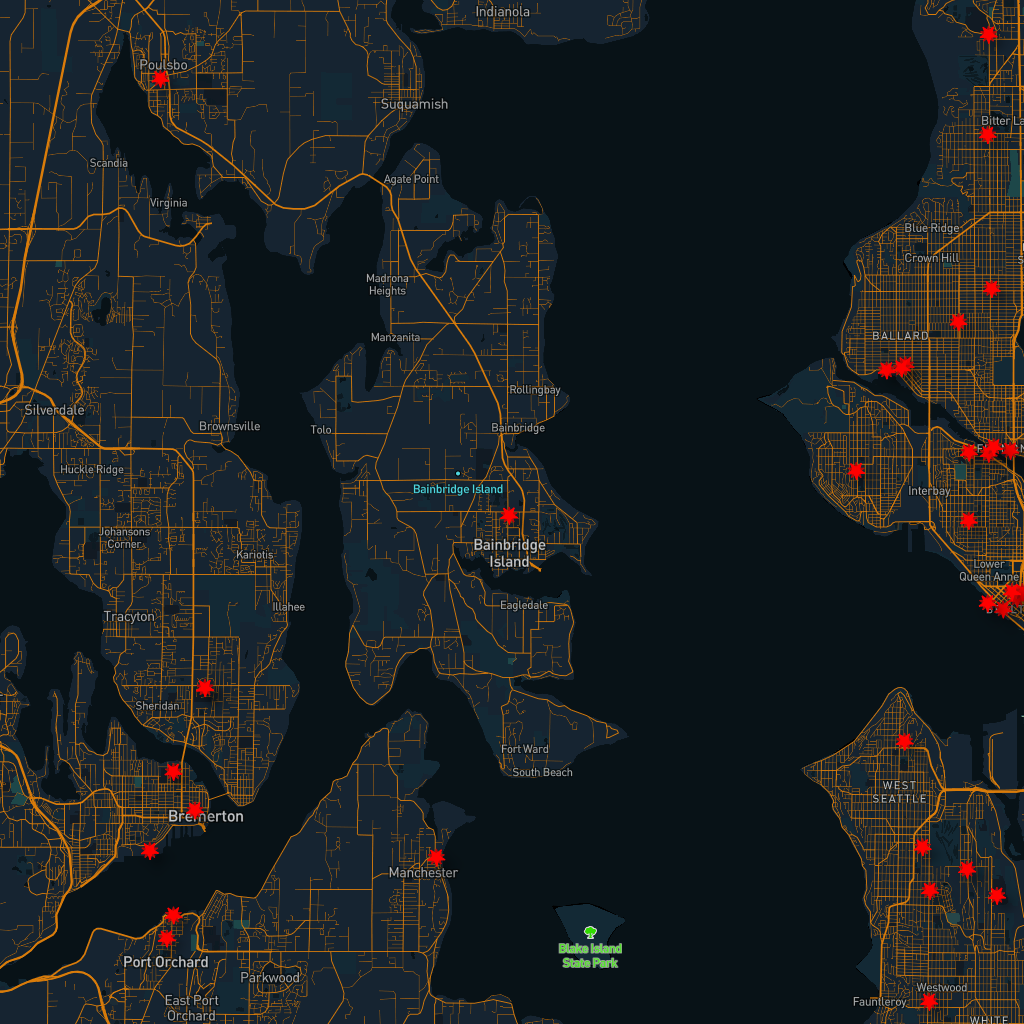 Indianola
Poulsbo
Suquamish
Bitter La
Scandia
Agate Point
Virginia
Blue Ridge
Crown Hill
Madrona
Heights
Manzanita
BALLARD
Rollingbay
Silverdale
Tolo
Brownsville
Bainbridge
Huckle Ridge
Bainbridge Island
Interbay
Johansons
Corner
Kariotis
Bainbridge
Island
Lower
Queen Anne
Illahee
Eagledale
Tracyton
Sheridan
Fort Ward
South Beach
WEST
SEATTLE
Bremerton
Manchester
Blake Island
State Park
Port Orchard
Parkwood
Westwood
Fauntleroy
East Port
Orchard
WHITE